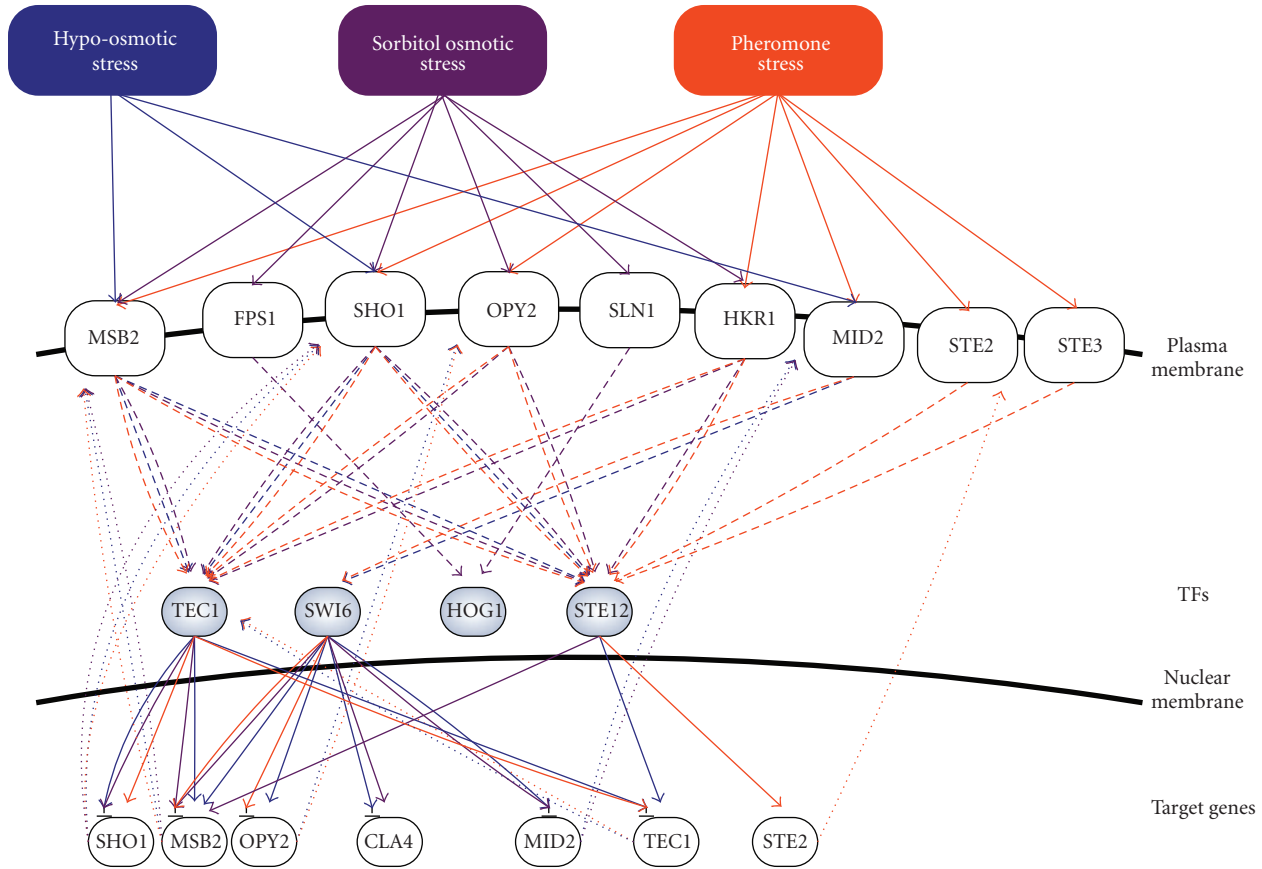 Hypo-osmotic
stress
Sorbitol osmotic
stress
Pheromone
stress
MSB2
FPS1
SHO1
OPY2
SLN1
HKR1
MID2
STE2
STE3
Plasma
membrane
TEC1
SWI6
HOG1
STE12
TFs
Nuclear
membrane
Target genes
SHO1
MSB2
OPY2
CLA4
MID2
TEC1
STE2